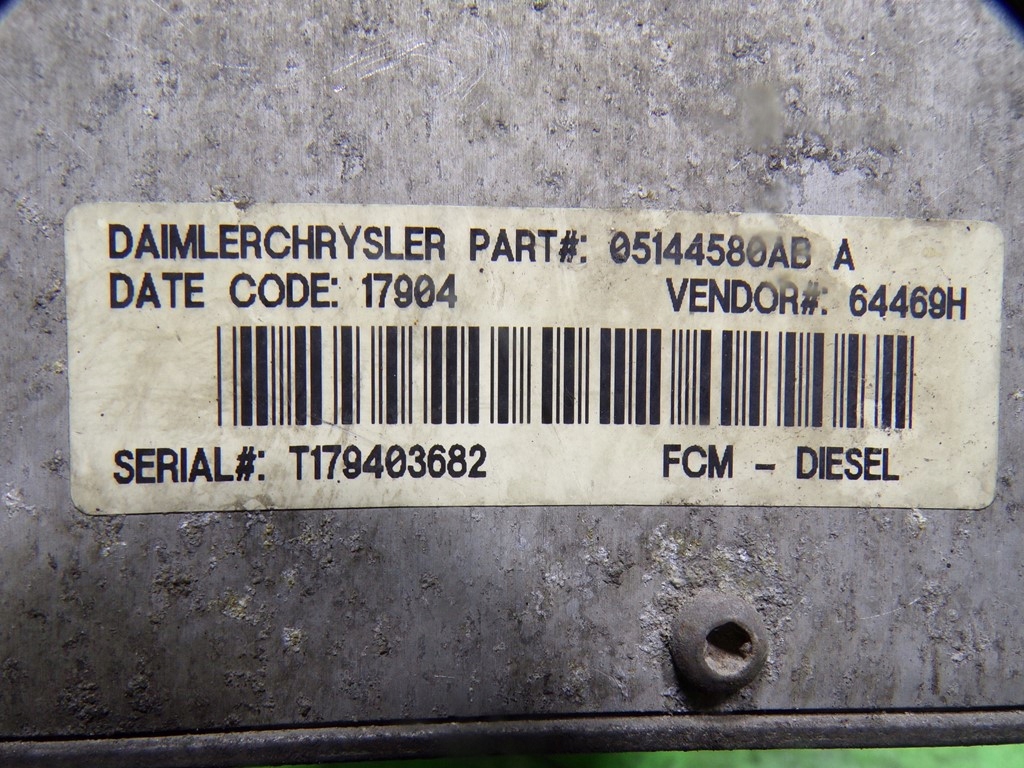 DAIMLERCHRYSLER PART#: 05144580AB A
DATE CODE: 17904 VENDOR#: 64469H
SERIAL#: T179403682 FCM - DIESEL